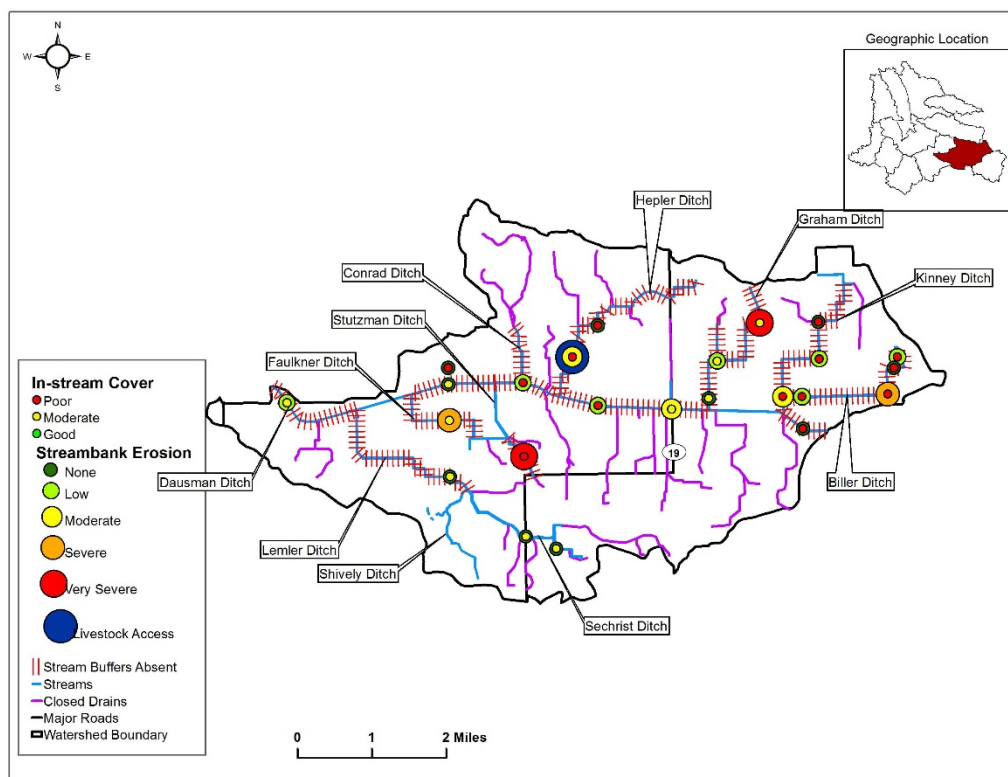 N
W E
S
Geographic Location
Hepler Ditch
Graham Ditch
Conrad Ditch
Kinney Ditch
Stutzman Ditch
Faulkner Ditch
In-stream Cover
Poor
Moderate
Good
Streambank Erosion
None
Low
Moderate
Severe
Very Severe
Livestock Access
Stream Buffers Absent
Streams
Closed Drains
Major Roads
Watershed Boundary
19
Dausman Ditch
Biller Ditch
Lemler Ditch
Shively Ditch
Sechrist Ditch
0 1 2 Miles